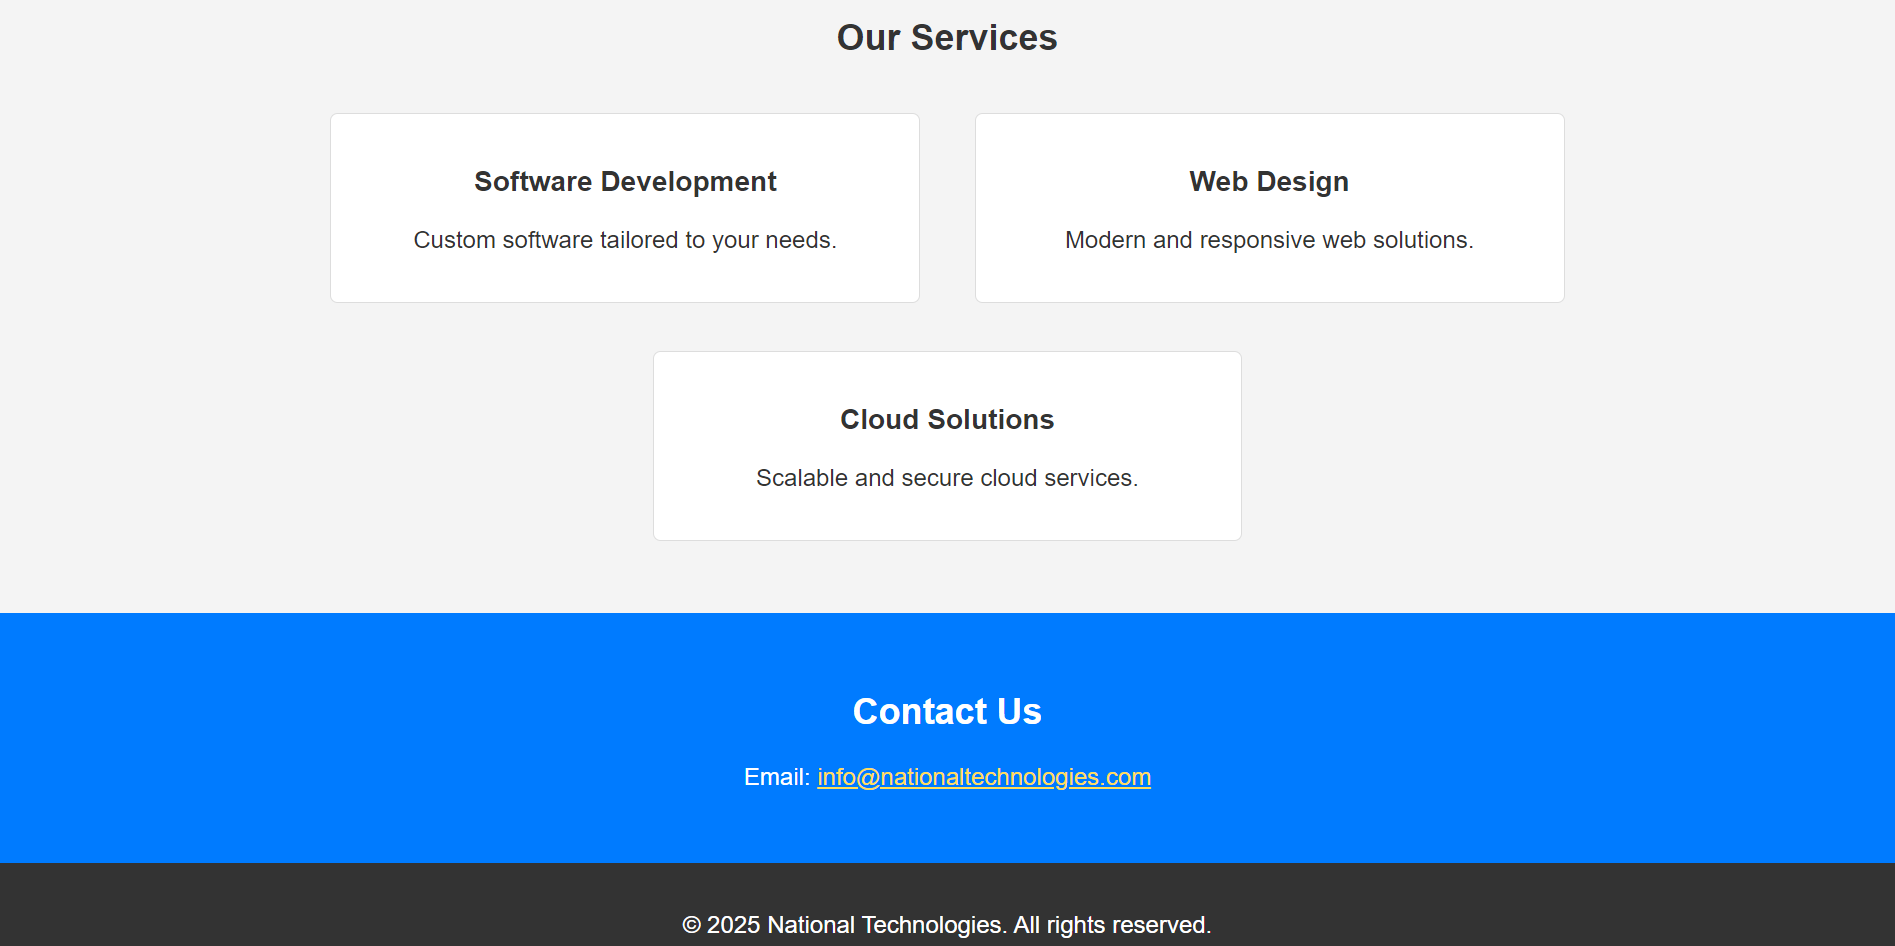 Our Services
Software Development
Custom software tailored to your needs.
Web Design
Modern and responsive web solutions.
Cloud Solutions
Scalable and secure cloud services.
Contact Us
Email: info@nationaltechnologies.com
© 2025 National Technologies. All rights reserved.